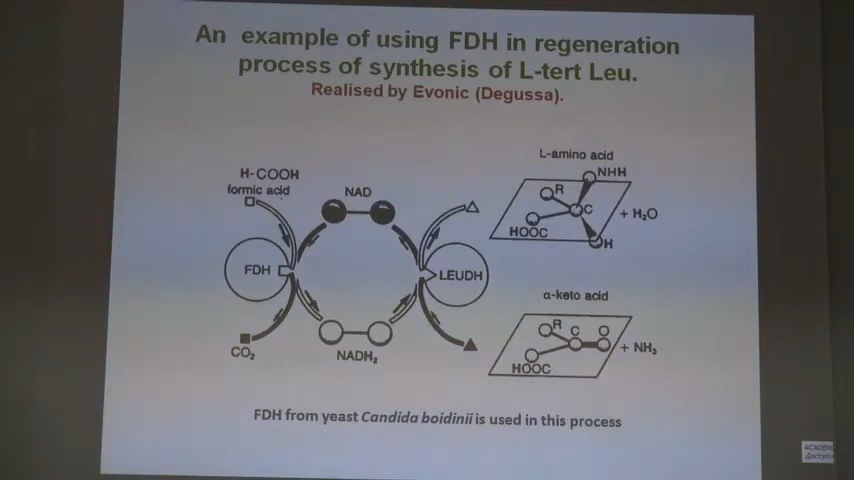 An example of using FDH in regeneration
process of synthesis of L-tert Leu.
Realised by Evonic (Degussa).
L-amino acid
H-COOH
formic acid
NAD
NHH
R
C
+ H₂O
HOOC
H
FDH
LEUDH
α-keto acid
R C O
+ NH₃
HOOC
CO₂
NADH₂
FDH from yeast Candida boidinii is used in this process